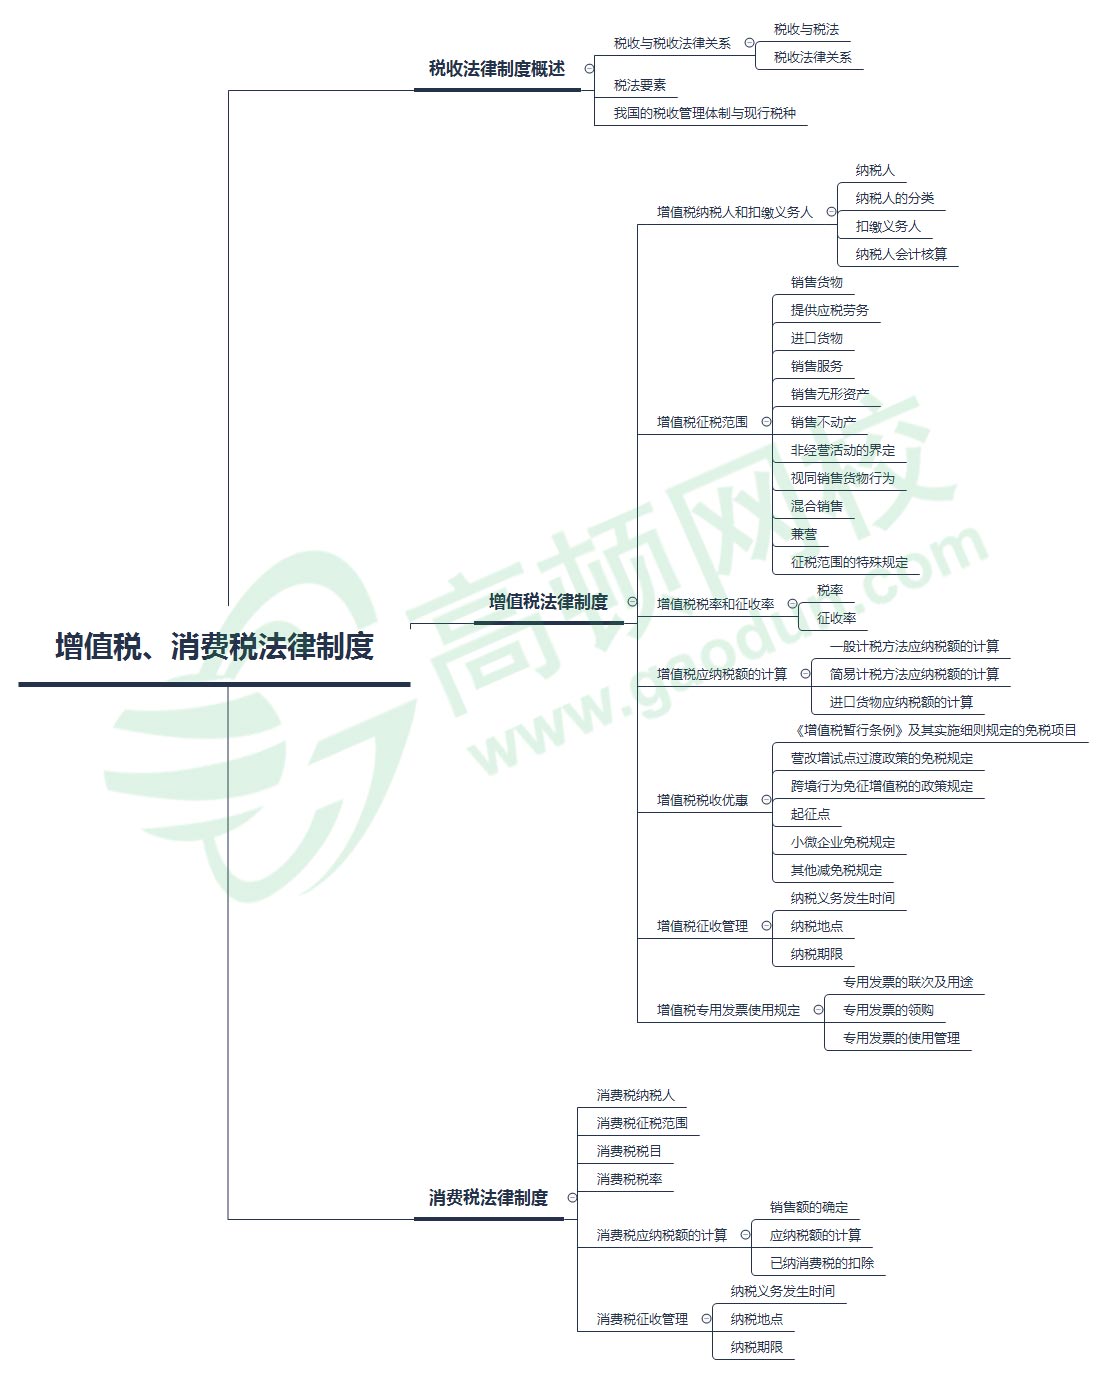 增值税、消费税法律制度
税收法律制度概述
税收与税收法律关系
税收与税法
税收法律关系
税法要素
我国的税收管理体制与现行税种
增值税法律制度
增值税纳税人和扣缴义务人
纳税人
纳税人的分类
扣缴义务人
纳税人会计核算
增值税征税范围
销售货物
提供应税劳务
进口货物
销售服务
销售无形资产
销售不动产
非经营活动的界定
视同销售货物行为
混合销售
兼营
征税范围的特殊规定
增值税税率和征收率
税率
征收率
增值税应纳税额的计算
一般计税方法应纳税额的计算
简易计税方法应纳税额的计算
进口货物应纳税额的计算
增值税税收优惠
《增值税暂行条例》及其实施细则规定的免税项目
营改增试点过渡政策的免税规定
跨境行为免征增值税的政策规定
起征点
小微企业免税规定
其他减免税规定
增值税征收管理
纳税义务发生时间
纳税地点
纳税期限
增值税专用发票使用规定
专用发票的联次及用途
专用发票的领购
专用发票的使用管理
消费税法律制度
消费税纳税人
消费税征税范围
消费税税目
消费税税率
消费税应纳税额的计算
销售额的确定
应纳税额的计算
已纳消费税的扣除
消费税征收管理
纳税义务发生时间
纳税地点
纳税期限
高顿网校
www.gaodun.com